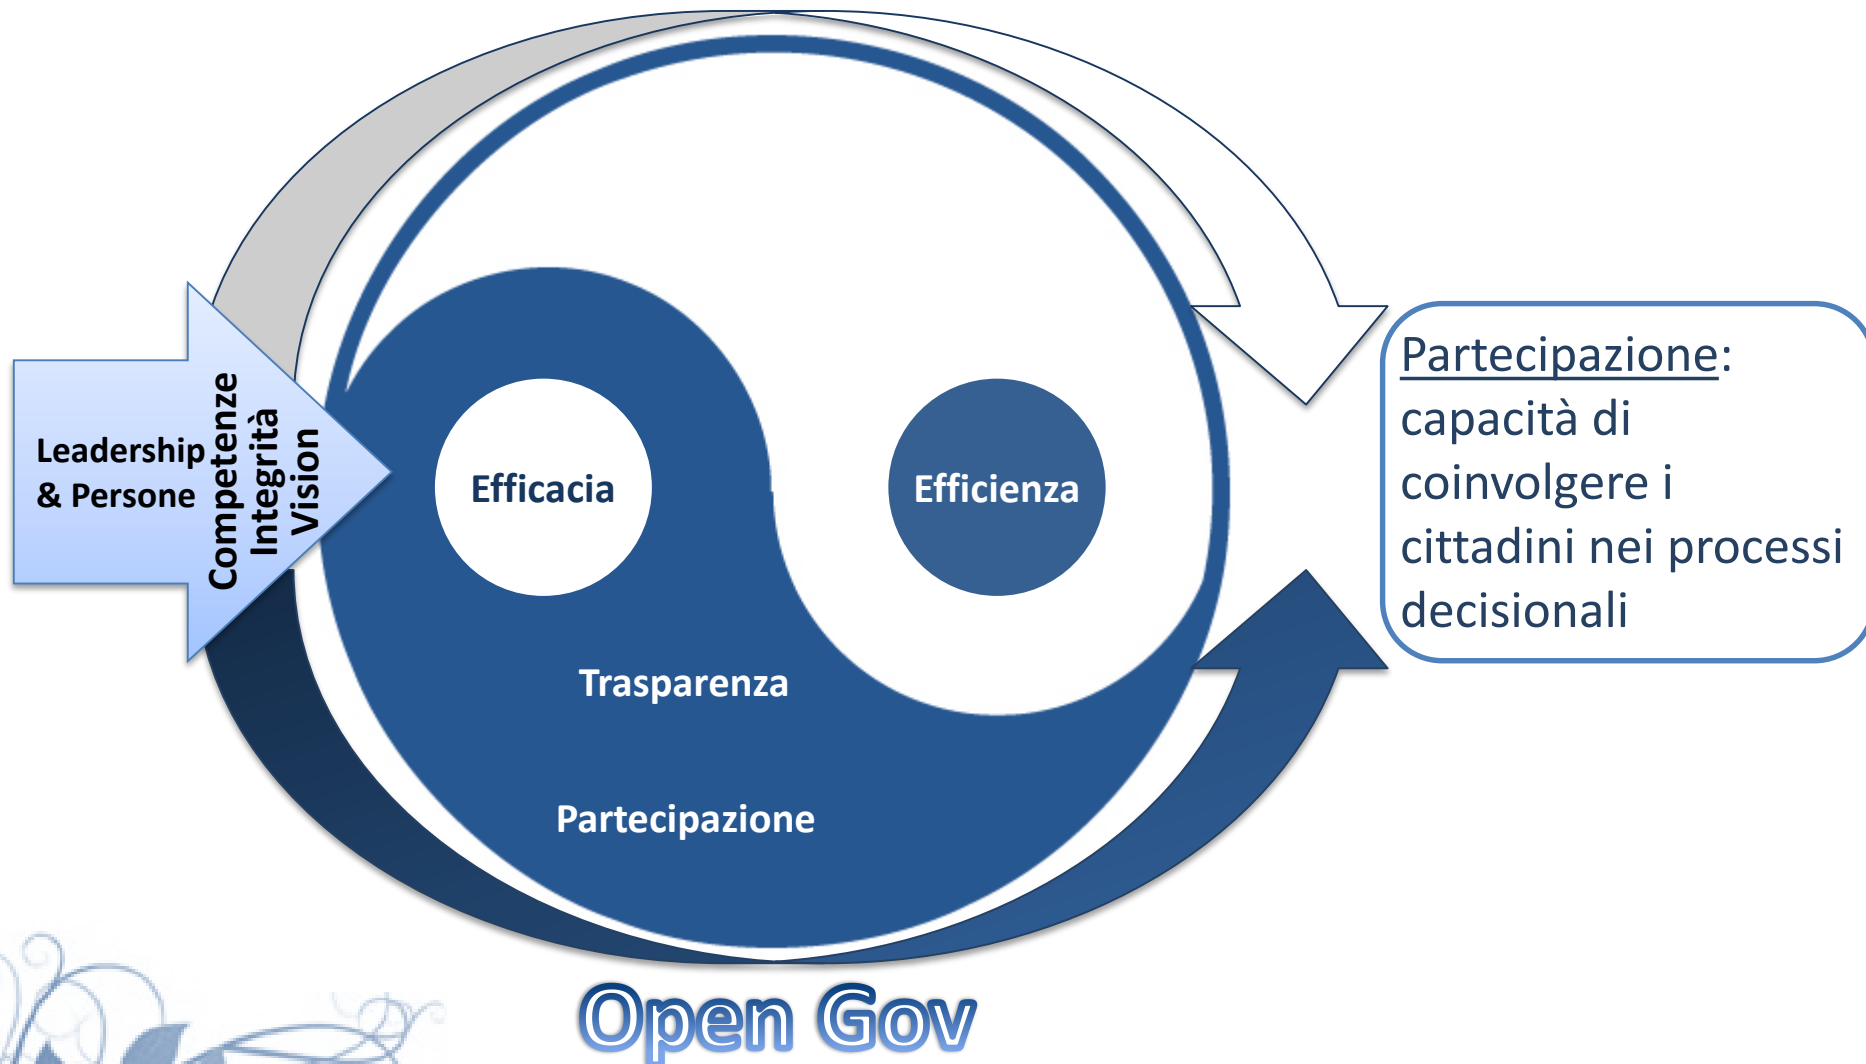 Leadership
& Persone
Competenze
Integrità
Vision
Efficacia
Efficienza
Trasparenza
Partecipazione
Partecipazione:
capacità di
coinvolgere i
cittadini nei processi
decisionali
Open Gov